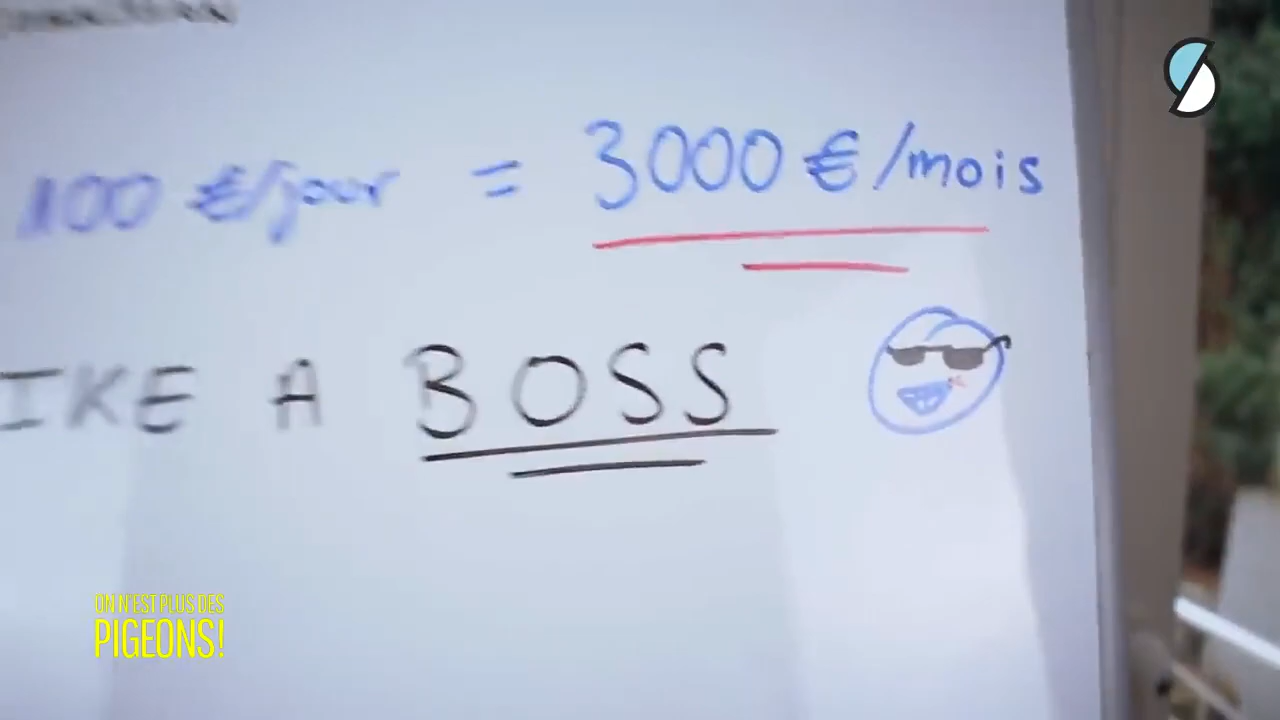 100 €/jour = 3000 €/mois
IKE A BOSS
ON N'EST PLUS DES
PIGEONS!